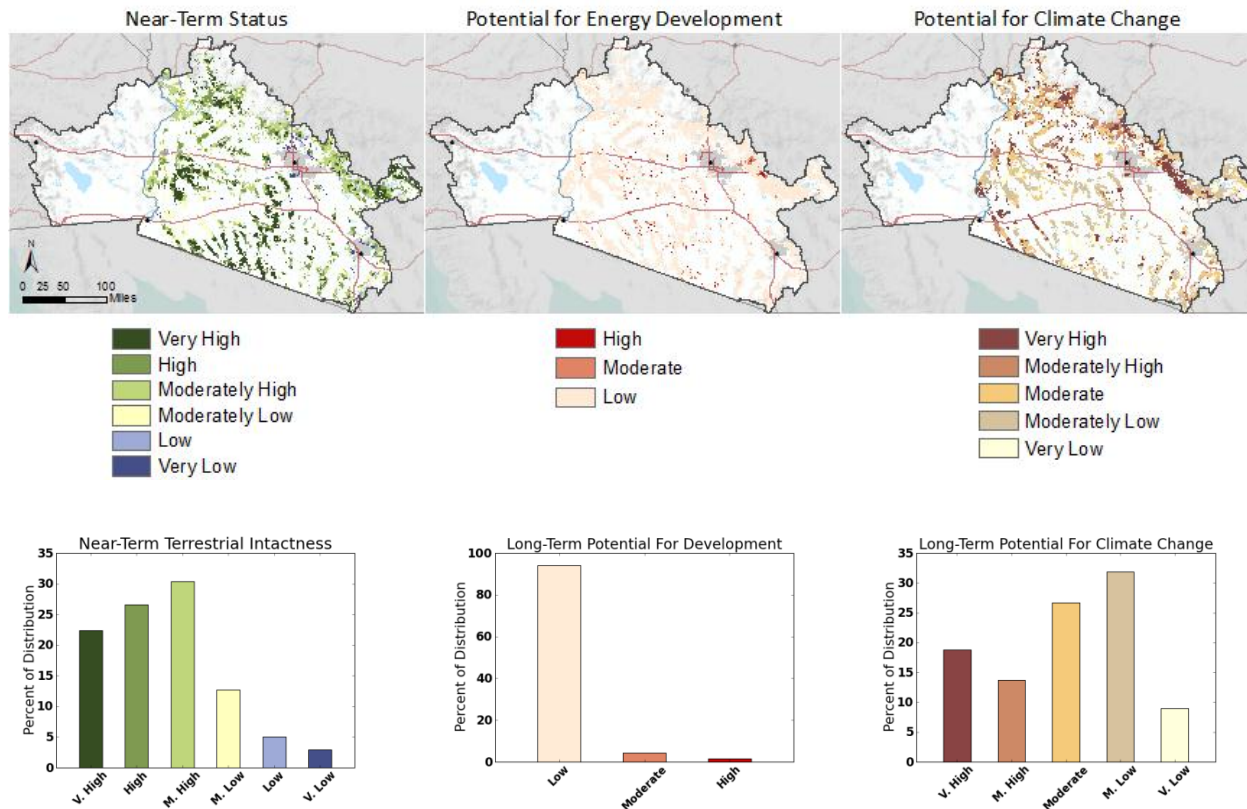 Near-Term Status
Potential for Energy Development
Potential for Climate Change
N
0 25 50 100
Miles
Very High
High
Moderately High
Moderately Low
Low
Very Low
High
Moderate
Low
Very High
Moderately High
Moderate
Moderately Low
Very Low
Near-Term Terrestrial Intactness
Percent of Distribution
35
30
25
20
15
10
5
0
V. High
High
M. High
M. Low
Low
V. Low
Long-Term Potential For Development
Percent of Distribution
100
80
60
40
20
0
Low
Moderate
High
Long-Term Potential For Climate Change
Percent of Distribution
35
30
25
20
15
10
5
0
V. High
M. High
Moderate
M. Low
V. Low